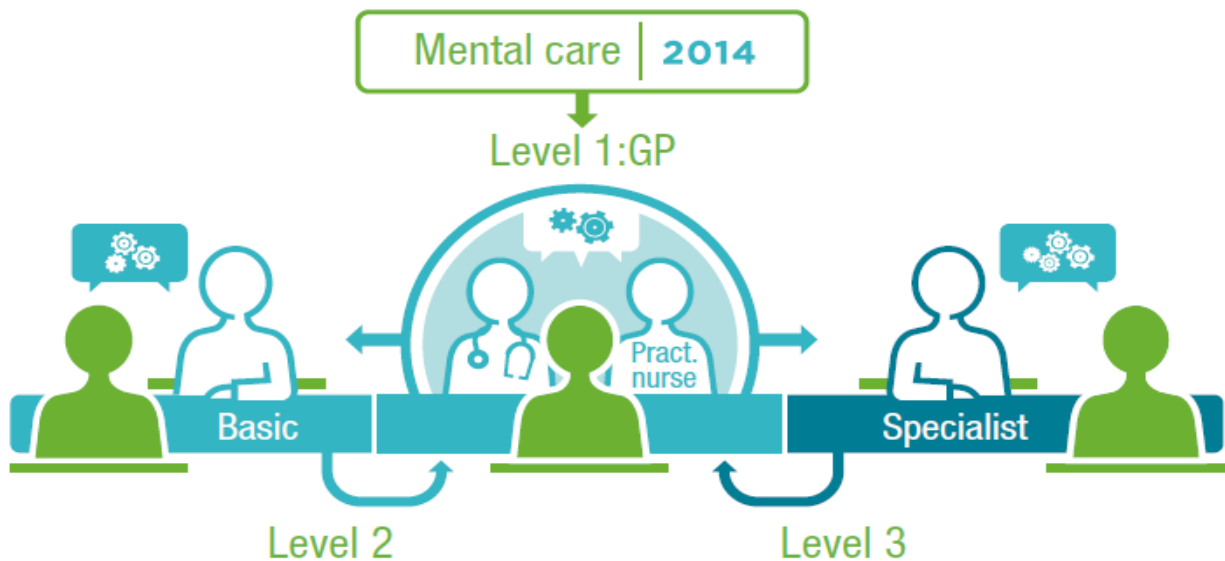 Mental care | 2014
Level 1:GP
Pract.
nurse
Basic
Specialist
Level 2
Level 3